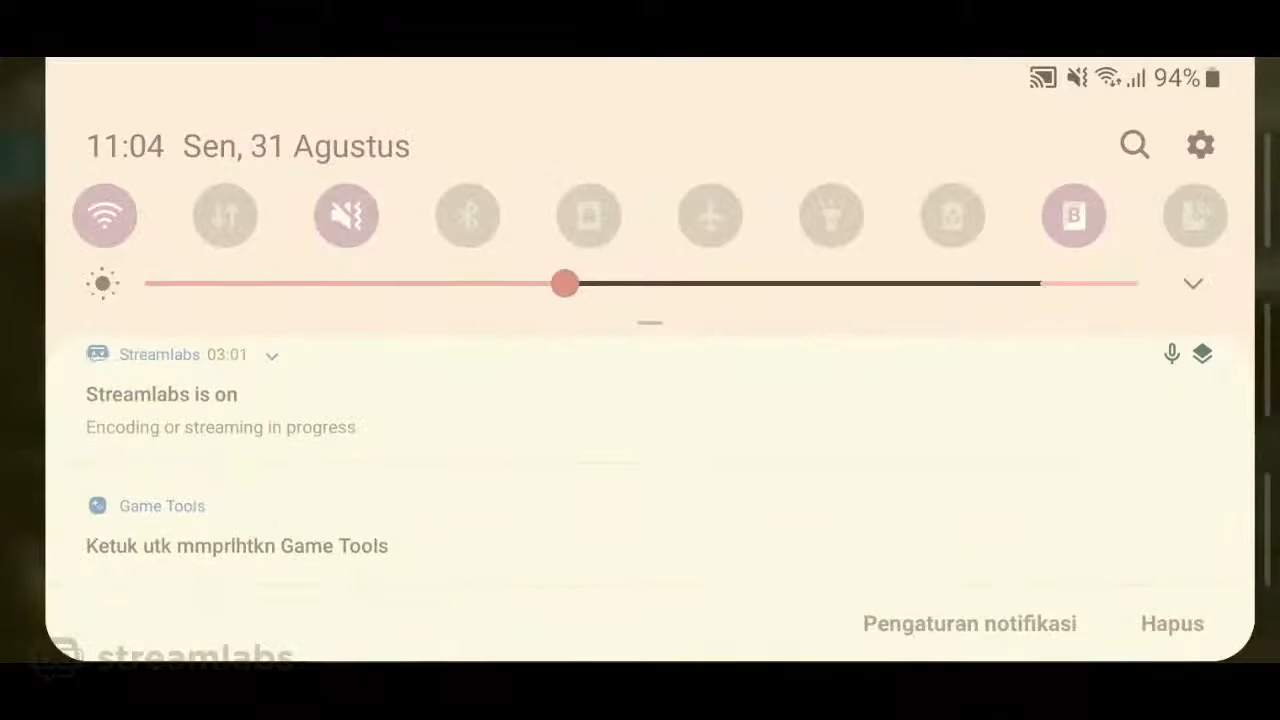 94%
11:04 Sen, 31 Agustus
B
Streamlabs 03:01
Streamlabs is on
Encoding or streaming in progress
Game Tools
Ketuk utk mmprlhtkn Game Tools
Pengaturan notifikasi Hapus
streamlabs